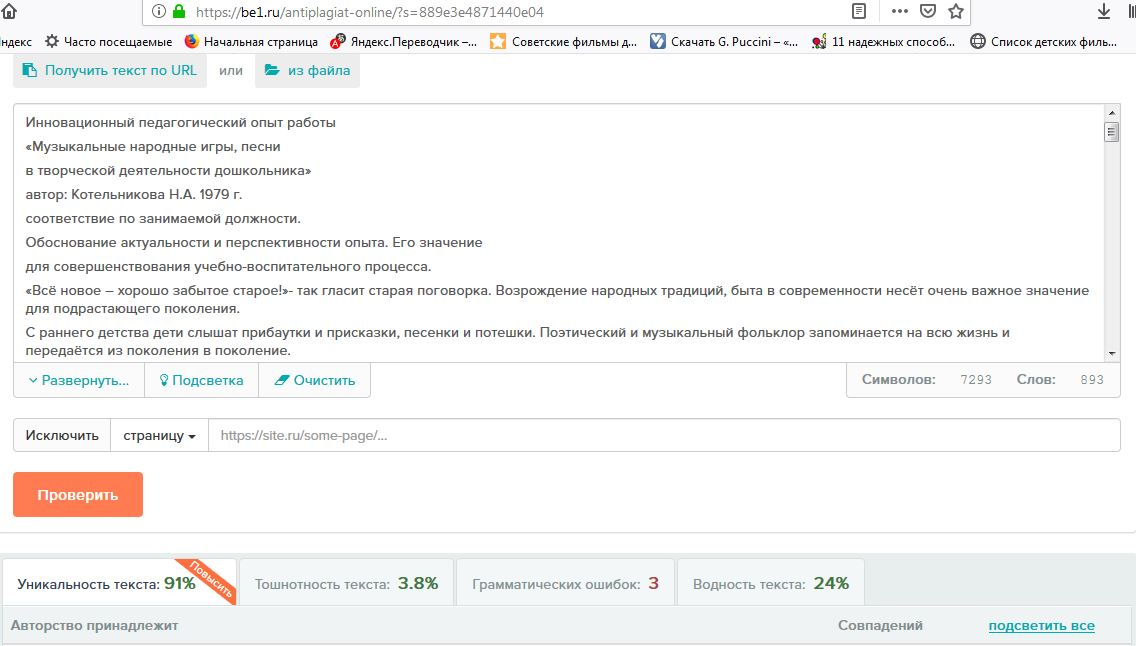 https://be1.ru/antiplagiat-online/?s=889e3e4871440e04
ндекс Часто посещаемые Начальная страница Яндекс.Переводчик –... Советские фильмы д... Скачать G. Puccini – «... 11 надежных способ... Список детских филь...
Получить текст по URL или из файла
Инновационный педагогический опыт работы
«Музыкальные народные игры, песни
в творческой деятельности дошкольника»
автор: Котельникова Н.А. 1979 г.
соответствие по занимаемой должности.
Обоснование актуальности и перспективности опыта. Его значение
для совершенствования учебно-воспитательного процесса.
«Всё новое – хорошо забытое старое!»- так гласит старая поговорка. Возрождение народных традиций, быта в современности несёт очень важное значение
для подрастающего поколения.
С раннего детства дети слышат прибаутки и присказки, песенки и потешки. Поэтический и музыкальный фольклор запоминается на всю жизнь и
передаётся из поколения в поколение.
Развернуть... Подсветка Очистить Символов: 7293 Слов: 893
Исключить страницу https://site.ru/some-page/...
Проверить
Уникальность текста: 91% Повысить Тошнотность текста: 3.8% Грамматических ошибок: 3 Водность текста: 24%
Авторство принадлежит Совпадений подсветить все